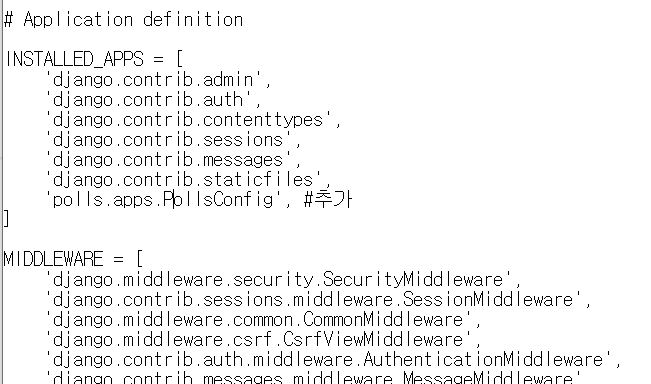 # Application definition
INSTALLED_APPS = [
'django.contrib.admin',
'django.contrib.auth',
'django.contrib.contenttypes',
'django.contrib.sessions',
'django.contrib.messages',
'django.contrib.staticfiles',
'polls.apps.PollsConfig', #추가
]
MIDDLEWARE = [
'django.middleware.security.SecurityMiddleware',
'django.contrib.sessions.middleware.SessionMiddleware',
'django.middleware.common.CommonMiddleware',
'django.middleware.csrf.CsrfViewMiddleware',
'django.contrib.auth.middleware.AuthenticationMiddleware',
'django.contrib.messages.middleware.MessageMiddleware',